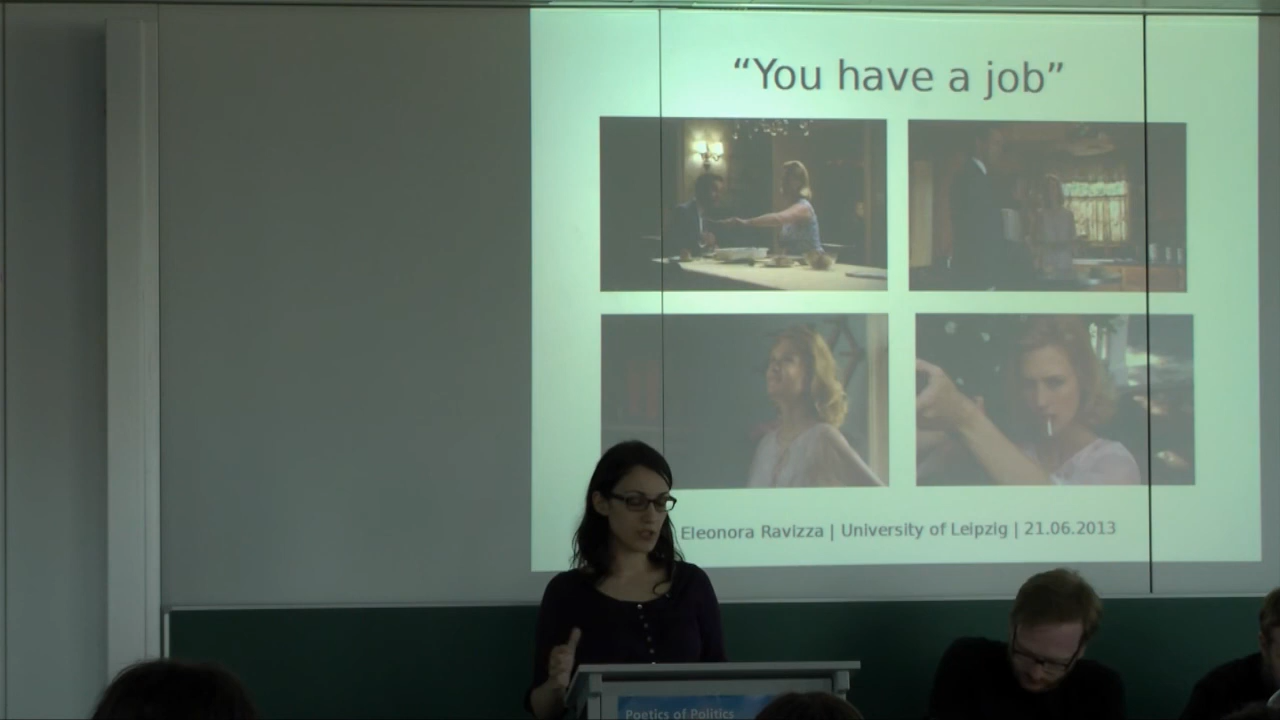 “You have a job”
Eleonora Ravizza | University of Leipzig | 21.06.2013
Poetics of Politics